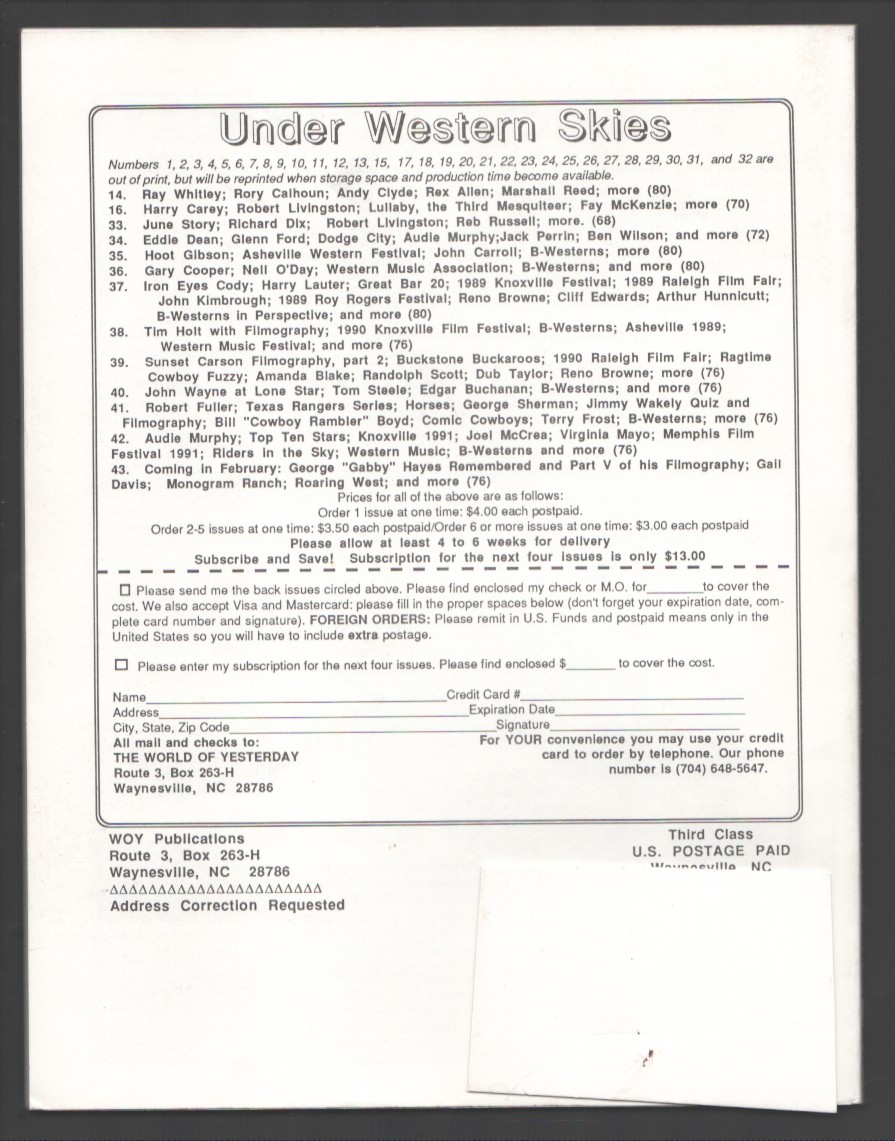 Under Western Skies
Numbers 1, 2, 3, 4, 5, 6, 7, 8, 9, 10, 11, 12, 13, 15, 17, 18, 19, 20, 21, 22, 23, 24, 25, 26, 27, 28, 29, 30, 31, and 32 are
out of print, but will be reprinted when storage space and production time become available.
14. Ray Whitley; Rory Calhoun; Andy Clyde; Rex Allen; Marshall Reed; more (80)
16. Harry Carey; Robert Livingston; Lullaby, the Third Mesquiteer; Fay McKenzie; more (70)
33. June Story; Richard Dix; Robert Livingston; Reb Russell; more. (68)
34. Eddie Dean; Glenn Ford; Dodge City; Audie Murphy;Jack Perrin; Ben Wilson; and more (72)
35. Hoot Gibson; Asheville Western Festival; John Carroll; B-Westerns; more (80)
36. Gary Cooper; Nell O'Day; Western Music Association; B-Westerns; and more (80)
37. Iron Eyes Cody; Harry Lauter; Great Bar 20; 1989 Knoxville Festival; 1989 Raleigh Film Fair;
John Kimbrough; 1989 Roy Rogers Festival; Reno Browne; Cliff Edwards; Arthur Hunnicutt;
B-Westerns in Perspective; and more (80)
38. Tim Holt with Filmography; 1990 Knoxville Film Festival; B-Westerns; Asheville 1989;
Western Music Festival; and more (76)
39. Sunset Carson Filmography, part 2; Buckstone Buckaroos; 1990 Raleigh Film Fair; Ragtime
Cowboy Fuzzy; Amanda Blake; Randolph Scott; Dub Taylor; Reno Browne; more (76)
40. John Wayne at Lone Star; Tom Steele; Edgar Buchanan; B-Westerns; and more (76)
41. Robert Fuller; Texas Rangers Series; Horses; George Sherman; Jimmy Wakely Quiz and
Filmography; Bill "Cowboy Rambler" Boyd; Comic Cowboys; Terry Frost; B-Westerns; more (76)
42. Audie Murphy; Top Ten Stars; Knoxville 1991; Joel McCrea; Virginia Mayo; Memphis Film
Festival 1991; Riders in the Sky; Western Music; B-Westerns and more (76)
43. Coming in February: George "Gabby" Hayes Remembered and Part V of his Filmography; Gail
Davis; Monogram Ranch; Roaring West; and more (76)
Prices for all of the above are as follows:
Order 1 issue at one time: $4.00 each postpaid.
Order 2-5 issues at one time: $3.50 each postpaid/Order 6 or more issues at one time: $3.00 each postpaid
Please allow at least 4 to 6 weeks for delivery
Subscribe and Save! Subscription for the next four issues is only $13.00
Please send me the back issues circled above. Please find enclosed my check or M.O. for________to cover the
cost. We also accept Visa and Mastercard: please fill in the proper spaces below (don't forget your expiration date, com-
plete card number and signature). FOREIGN ORDERS: Please remit in U.S. Funds and postpaid means only in the
United States so you will have to include extra postage.
Please enter my subscription for the next four issues. Please find enclosed $_______ to cover the cost.
Name________ Credit Card #________
Address________ Expiration Date________
City, State, Zip Code________ Signature________
All mail and checks to:
THE WORLD OF YESTERDAY
Route 3, Box 263-H
Waynesville, NC 28786
For YOUR convenience you may use your credit
card to order by telephone. Our phone
number is (704) 648-5647.
WOY Publications
Route 3, Box 263-H
Waynesville, NC 28786
Address Correction Requested
Third Class
U.S. POSTAGE PAID
Waynesville NC